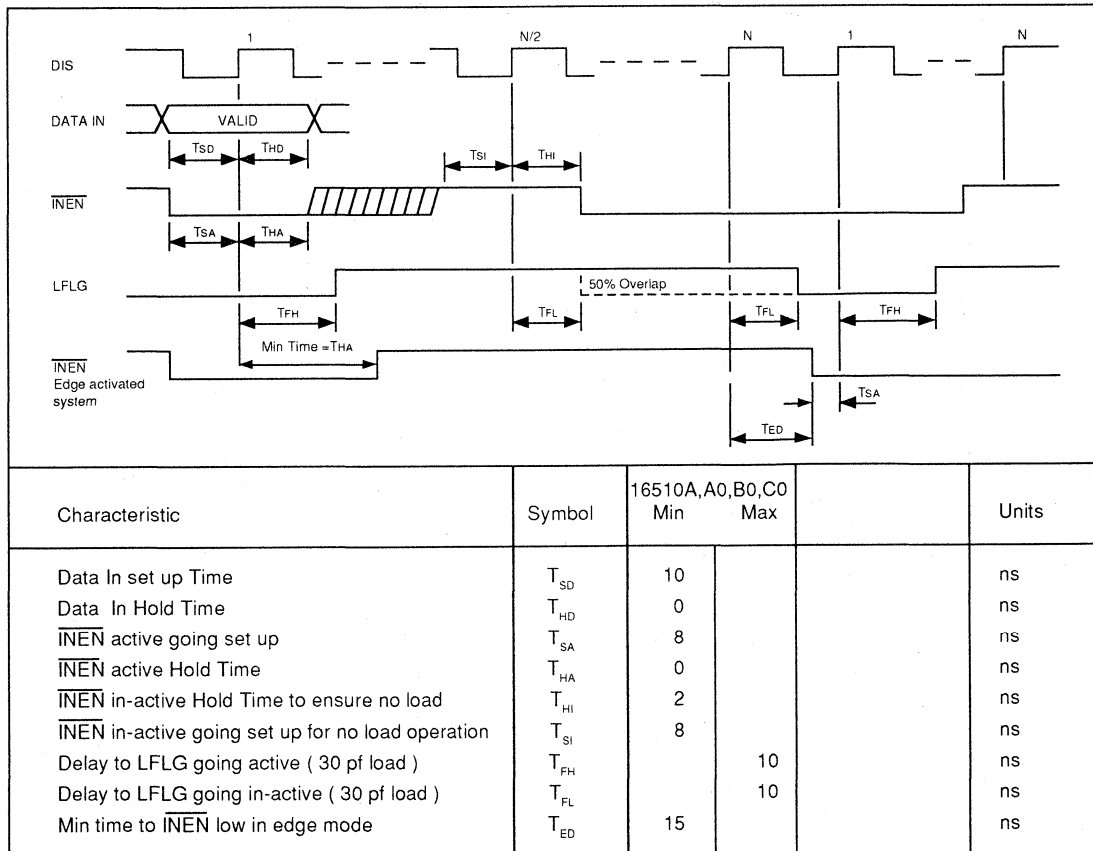 1 N/2 N 1 N
DIS
DATA IN VALID
TSD THD TSI THI
INEN
TSA THA
LFLG 50% Overlap
TFH TFL TFL TFH
Min Time =THA
INEN
Edge activated
system
TSA
TED
16510A,A0,B0,C0
Characteristic Symbol Min Max Units
Data In set up Time TSD 10 ns
Data In Hold Time THD 0 ns
INEN active going set up TSA 8 ns
INEN active Hold Time THA 0 ns
INEN in-active Hold Time to ensure no load THI 2 ns
INEN in-active going set up for no load operation TSI 8 ns
Delay to LFLG going active ( 30 pf load ) TFH 10 ns
Delay to LFLG going in-active ( 30 pf load ) TFL 10 ns
Min time to INEN low in edge mode TED 15 ns